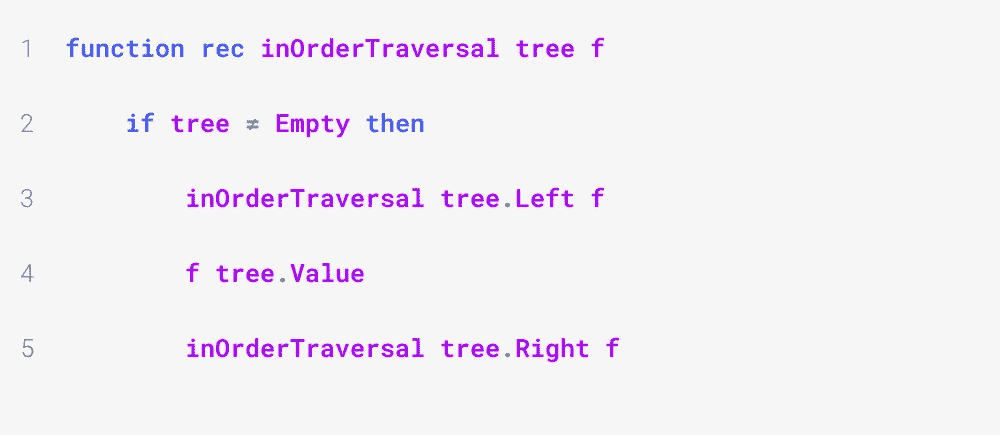 1 function rec inOrderTraversal tree f
2 if tree ≠ Empty then
3 inOrderTraversal tree.Left f
4 f tree.Value
5 inOrderTraversal tree.Right f